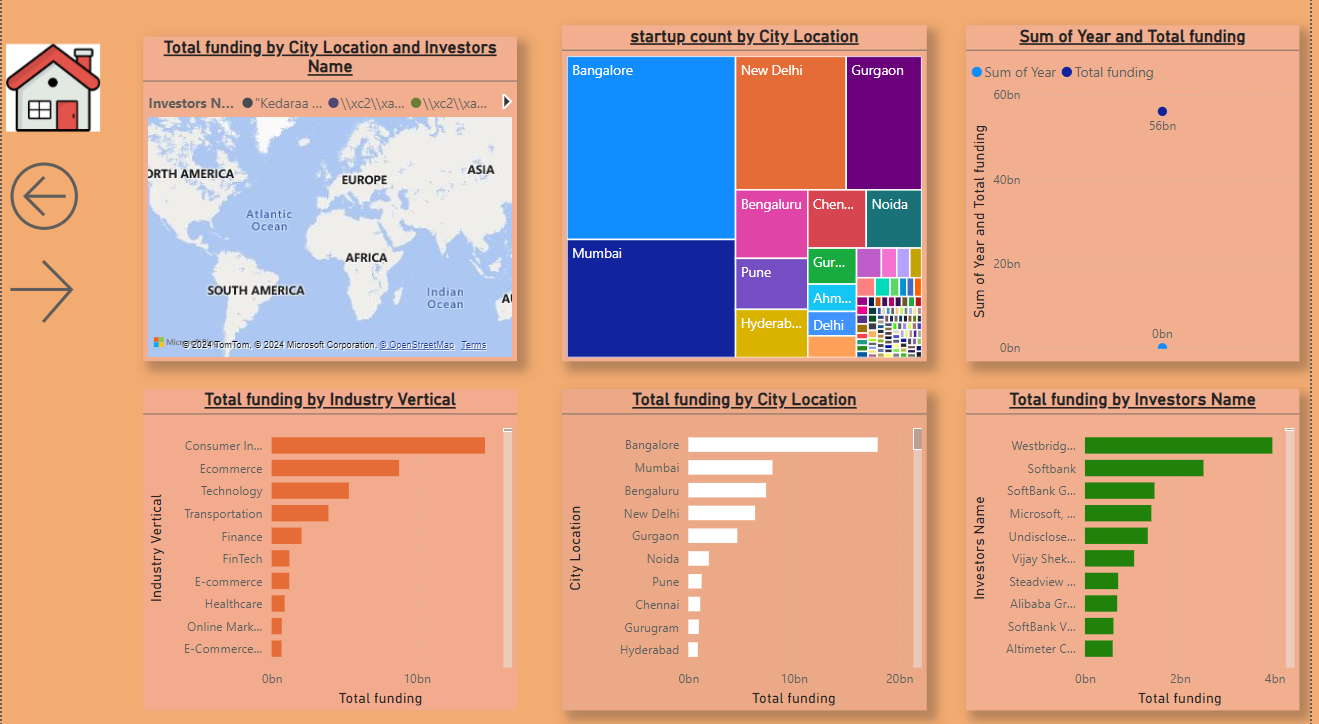 Total funding by City Location and Investors
Name
Investors N... "Kedaraa ... \\xc2\\xa... \\xc2\\xa...
ORTH AMERICA
EUROPE
ASIA
Atlantic
Ocean
AFRICA
SOUTH AMERICA
Indian
Ocean
AU
© 2024 TomTom, © 2024 Microsoft Corporation, © OpenStreetMap Terms
startup count by City Location
Bangalore
New Delhi
Gurgaon
Bengaluru
Chen...
Noida
Mumbai
Pune
Gur...
Ahm...
Hyderab...
Delhi
Sum of Year and Total funding
Sum of Year Total funding
Sum of Year and Total funding
60bn
56bn
40bn
20bn
0bn
0bn
Total funding by Industry Vertical
Industry Vertical
Consumer In...
Ecommerce
Technology
Transportation
Finance
FinTech
E-commerce
Healthcare
Online Mark...
E-Commerce...
0bn 10bn
Total funding
Total funding by City Location
City Location
Bangalore
Mumbai
Bengaluru
New Delhi
Gurgaon
Noida
Pune
Chennai
Gurugram
Hyderabad
0bn 10bn 20bn
Total funding
Total funding by Investors Name
Investors Name
Westbridg...
Softbank
SoftBank G...
Microsoft, ...
Undisclose...
Vijay Shek...
Steadview ...
Alibaba Gr...
SoftBank V...
Altimeter C...
0bn 2bn 4bn
Total funding